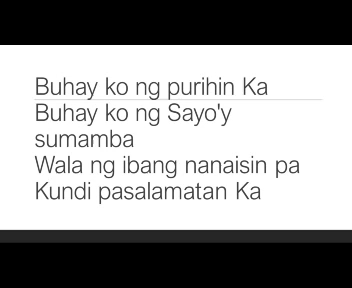 Buhay ko ng purihin Ka
Buhay ko ng Sayo'y
sumamba
Wala ng ibang nanaisin pa
Kundi pasalamatan Ka